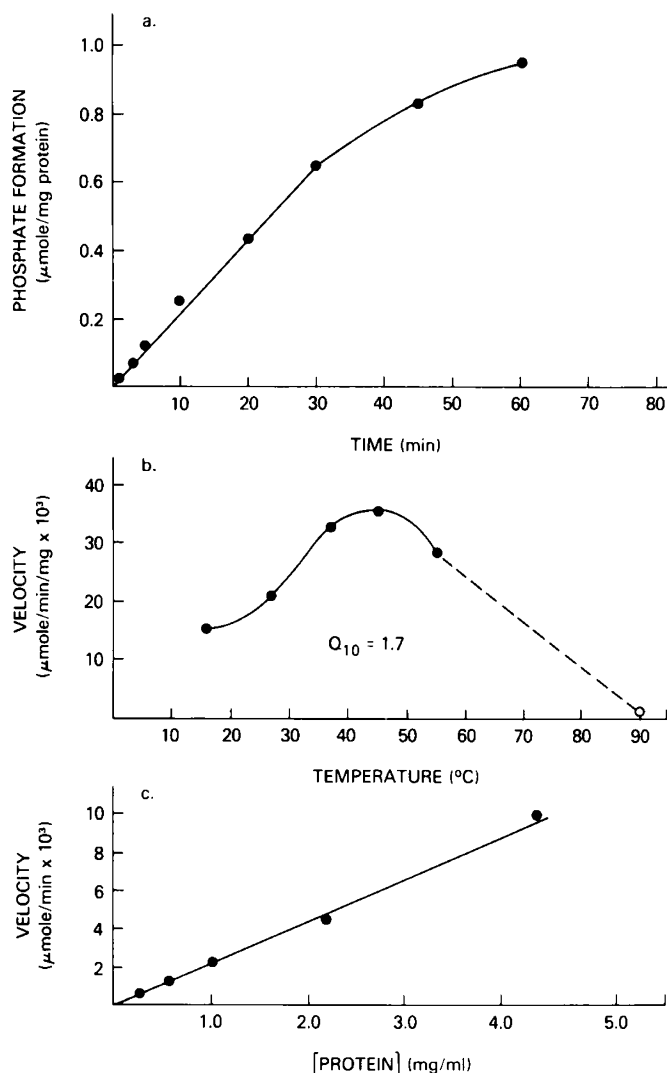 a.
PHOSPHATE FORMATION
(μmole/mg protein)
1.0
0.8
0.6
0.4
0.2
10 20 30 40 50 60 70 80
TIME (min)
b.
VELOCITY
(μmole/min/mg x 10³)
40
30
20
10
Q₁₀ = 1.7
10 20 30 40 50 60 70 80 90
TEMPERATURE (°C)
c.
VELOCITY
(μmole/min x 10³)
10
8
6
4
2
1.0 2.0 3.0 4.0 5.0
[PROTEIN] (mg/ml)